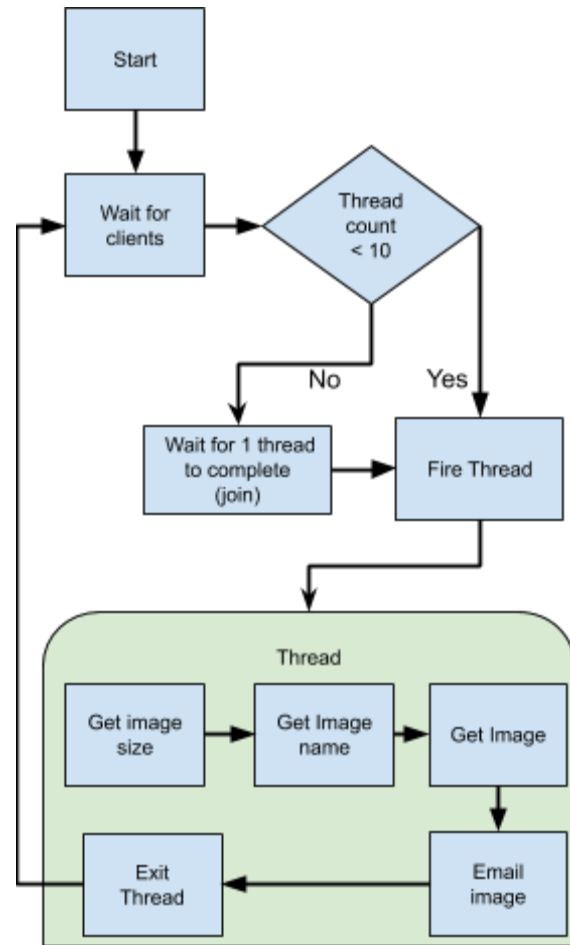 Start
Wait for
clients
Thread
count
< 10
No
Yes
Wait for 1 thread
to complete
(join)
Fire Thread
Thread
Get image
size
Get Image
name
Get Image
Exit
Thread
Email
image